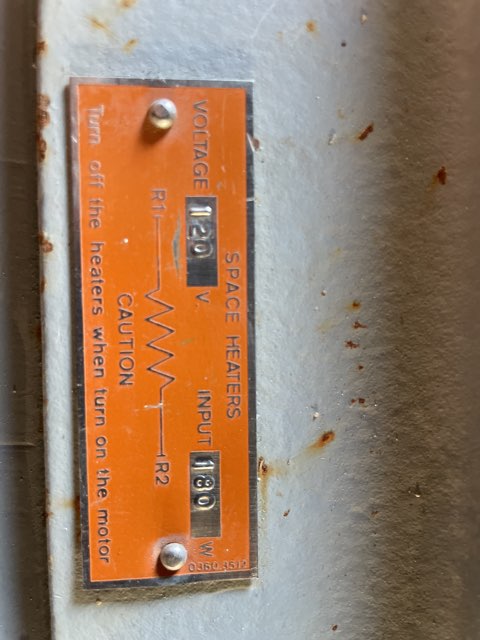 SPACE HEATERS
VOLTAGE 120 V. INPUT 180 W
R1 R2
CAUTION
Turn off the heaters when turn on the motor